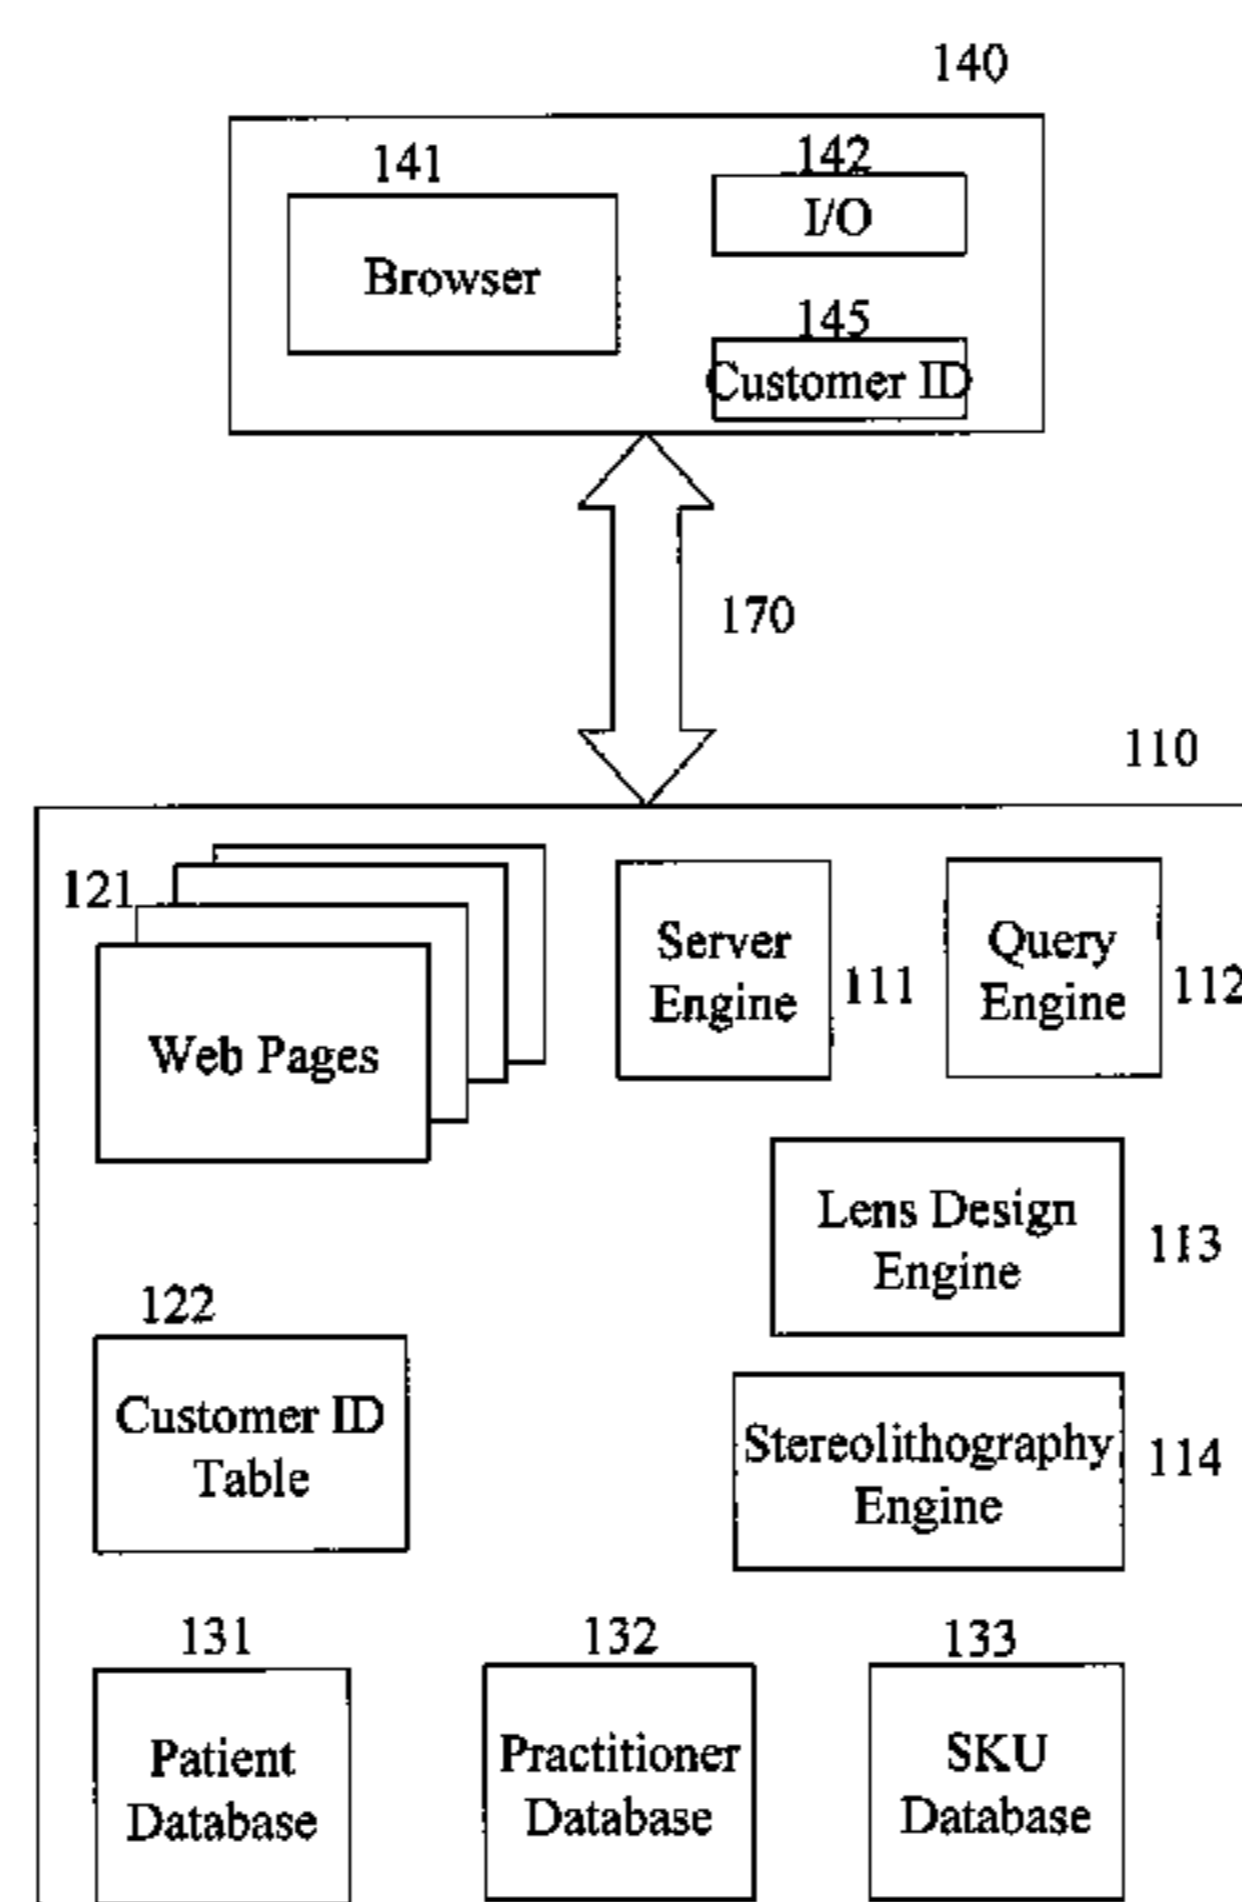 140
141
142
Browser
I/O
145
Customer ID
170
110
121
Web Pages
Server
Engine
111
Query
Engine
112
Lens Design
Engine
113
122
Customer ID
Table
Stereolithography
Engine
114
131
132
133
Patient
Database
Practitioner
Database
SKU
Database